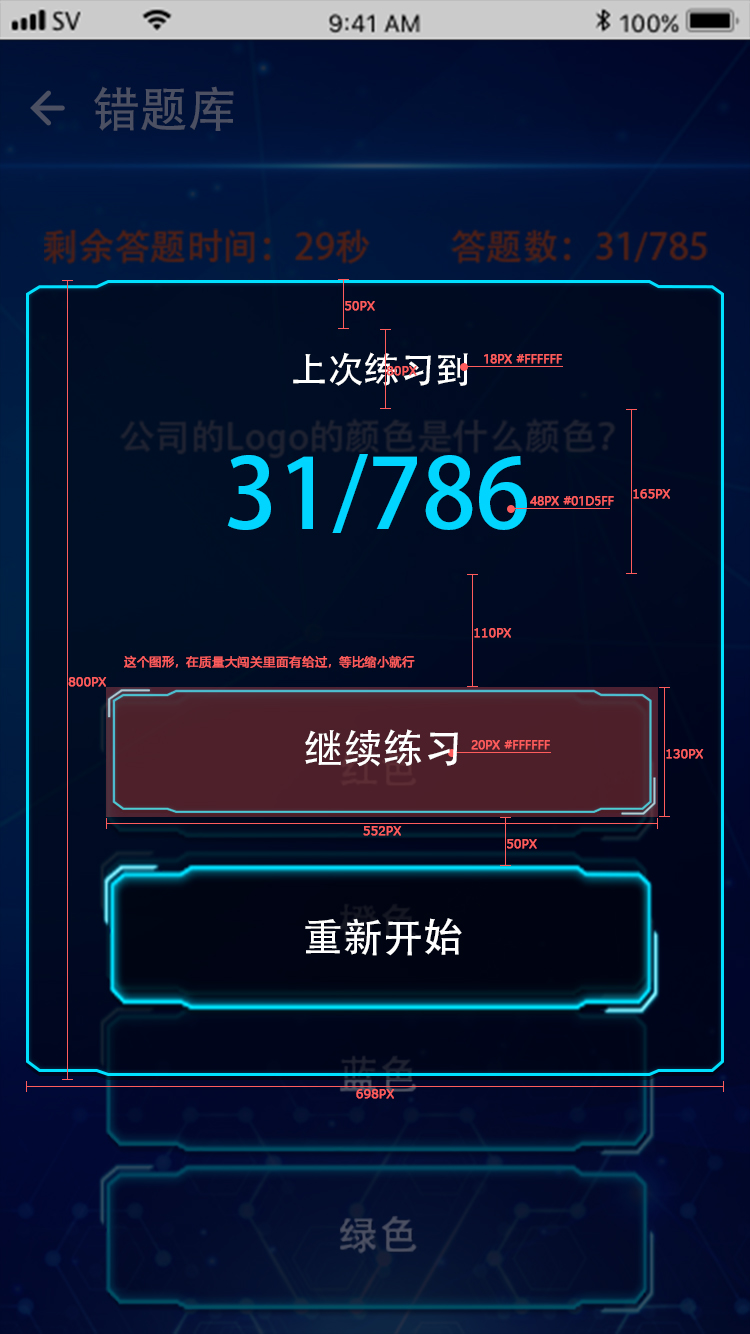 SV 9:41 AM 100%
错题库
剩余答题时间：29秒 答题数：31/785
50PX
上次练习到 18PX #FFFFFF
80PX
公司的Logo的颜色是什么颜色？
31/786 48PX #01D5FF 165PX
110PX
这个图形，在质量大闯关里面有给过，等比缩小就行
800PX
继续练习 20PX #FFFFFF 130PX
红色
552PX
50PX
橙色
重新开始
蓝色
698PX
绿色